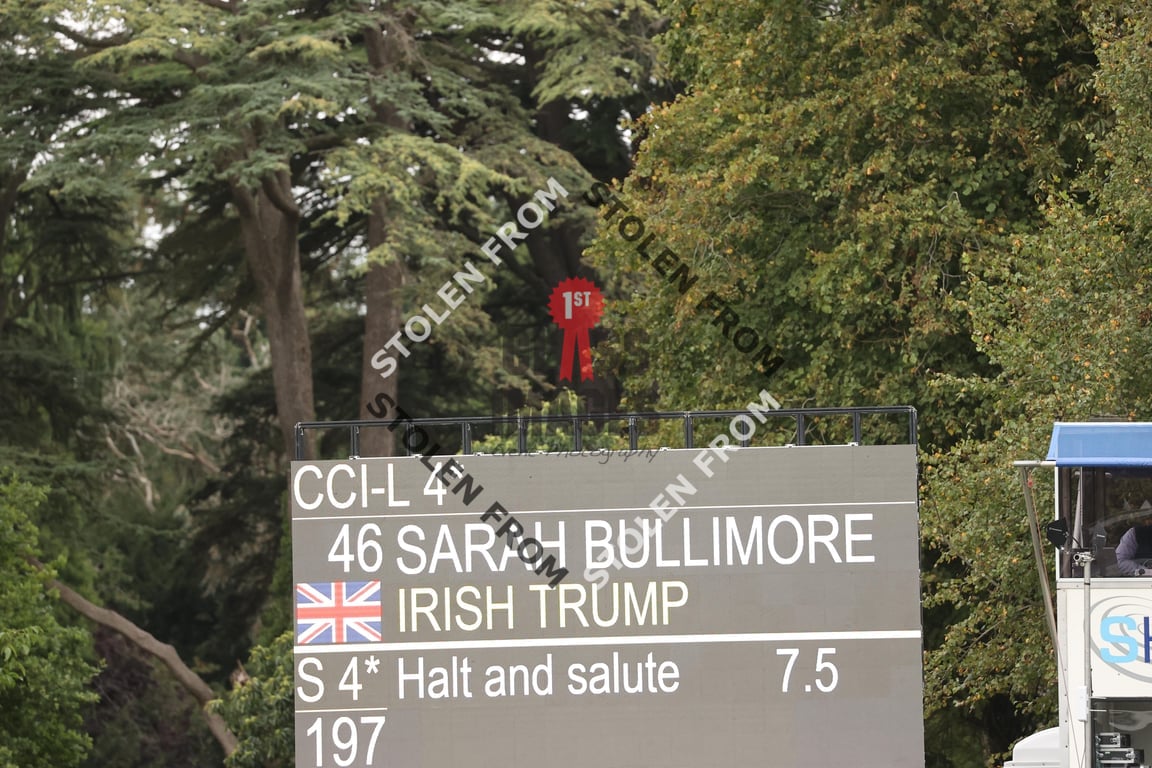 STOLEN FROM
STOLEN FROM
1ST
STOLEN FROM
STOLEN FROM
Photography
CCI-L 4*
46 SARAH BULLIMORE
IRISH TRUMP
S 4* Halt and salute 7.5
197